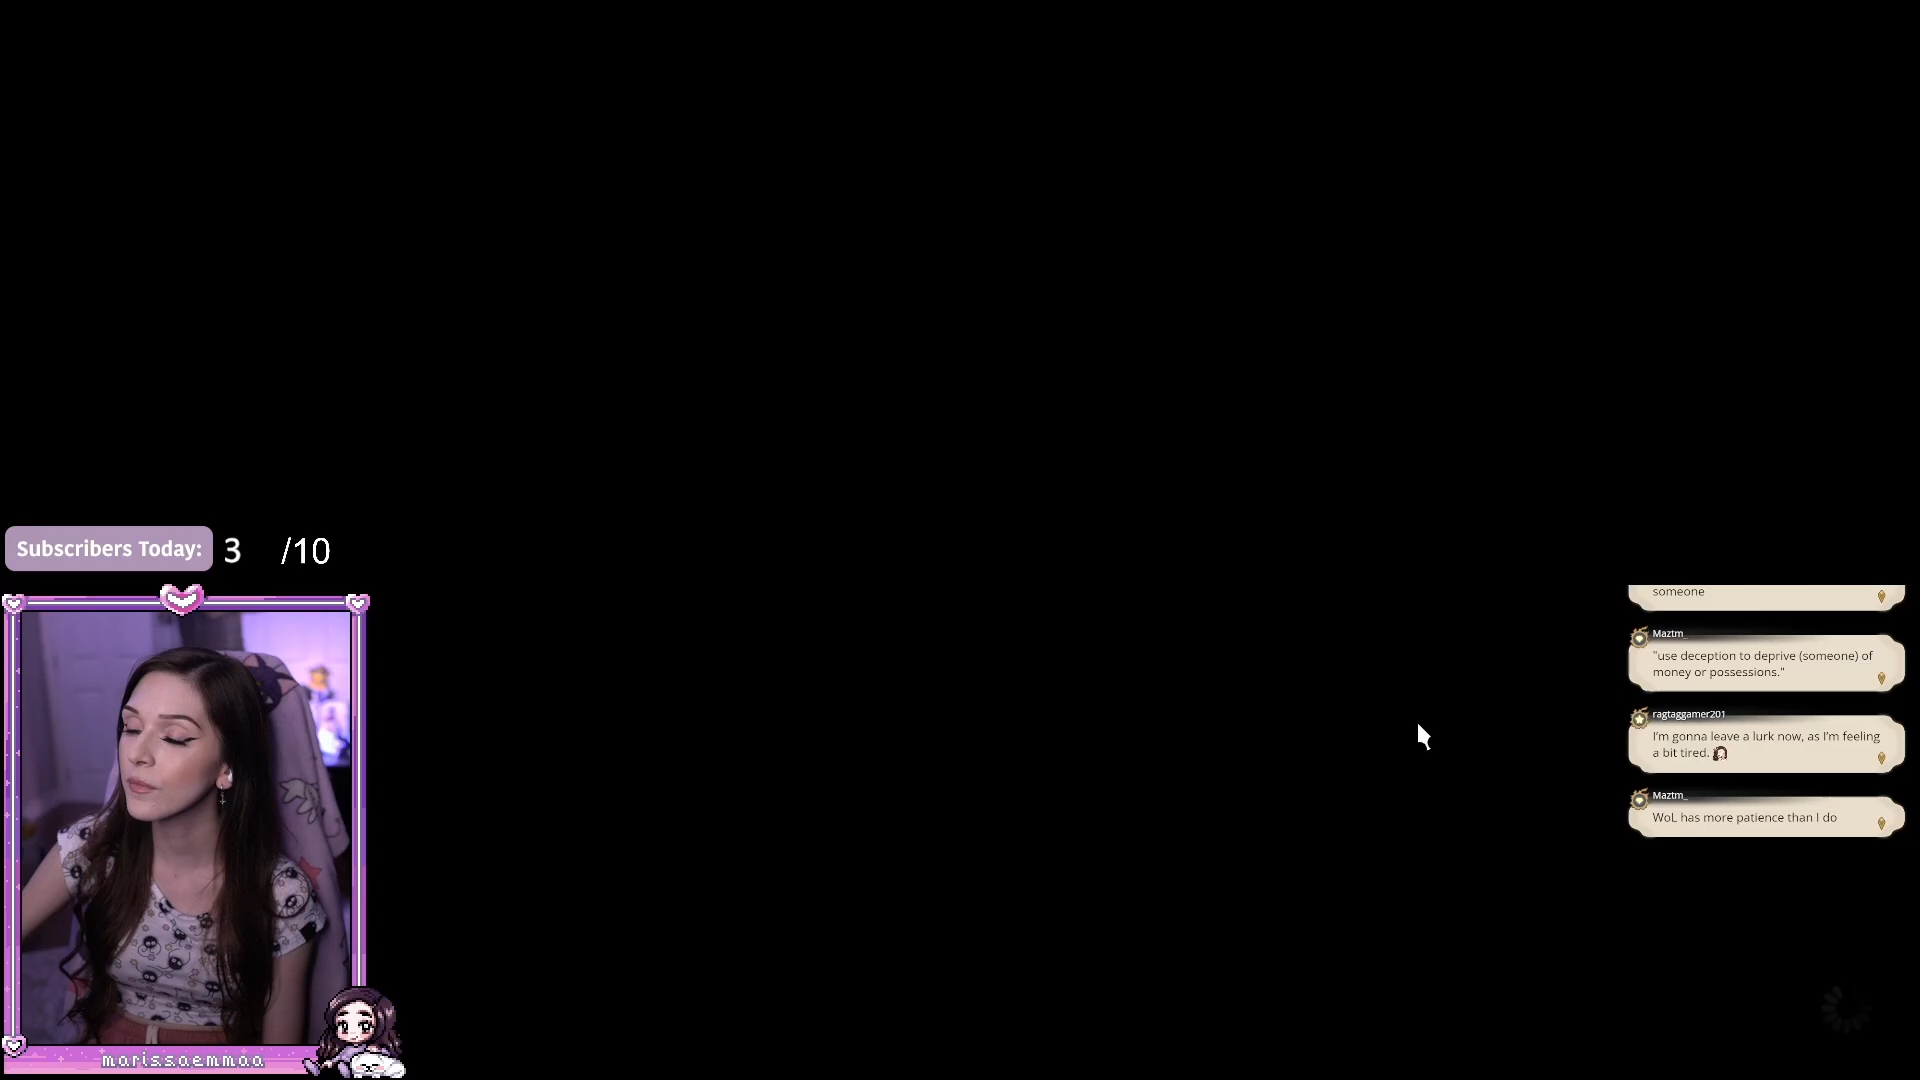 Subscribers Today: 3 /10
someone
Maztm_
"use deception to deprive (someone) of
money or possessions."
ragtaggamer201
I'm gonna leave a lurk now, as I'm feeling
a bit tired.
Maztm_
WoL has more patience than I do
marissaemmaa